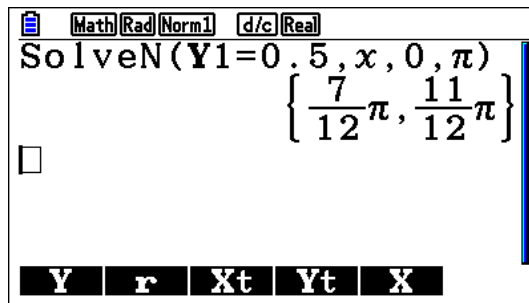 Math Rad Norm1 d/c Real
SolveN(Y1=0.5,x,0,π)
{7/12π,11/12π}
Y r Xt Yt X